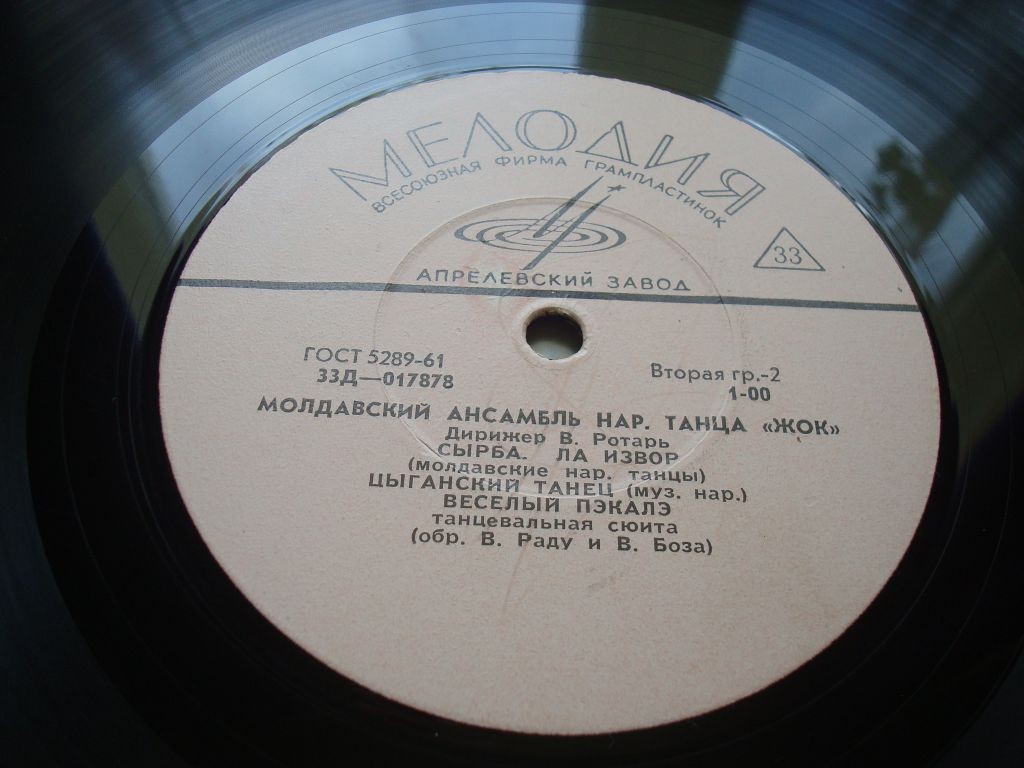 МЕЛОДИЯ
ВСЕСОЮЗНАЯ ФИРМА ГРАМПЛАСТИНОК
33
АПРЕЛЕВСКИЙ ЗАВОД
ГОСТ 5289-61
33Д—017878
Вторая гр.-2
1-00
МОЛДАВСКИЙ АНСАМБЛЬ НАР. ТАНЦА «ЖОК»
Дирижер В. Ротарь
СЫРБА. ЛА ИЗВОР
(молдавские нар. танцы)
ЦЫГАНСКИЙ ТАНЕЦ (муз. нар.)
ВЕСЕЛЫЙ ПЭКАЛЭ
танцевальная сюита
(обр. В. Раду и В. Боза)